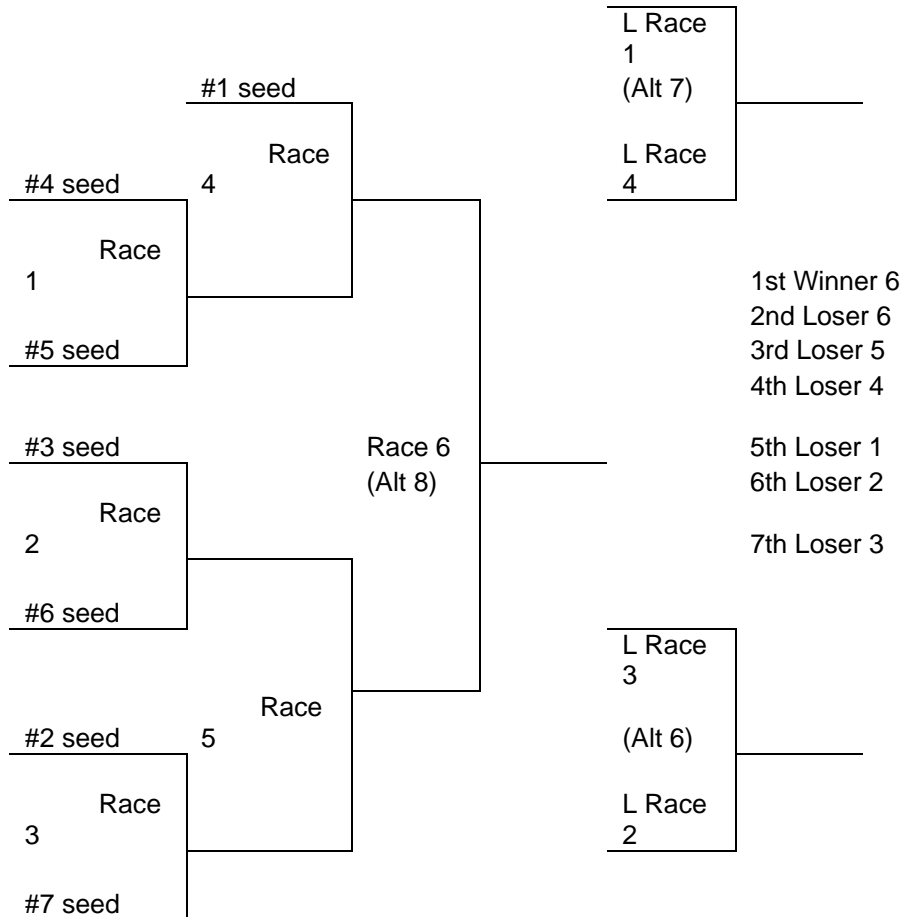 L Race
1
(Alt 7)
L Race
4
#1 seed
Race
4
#4 seed
Race
1
#5 seed
#3 seed
Race
2
#6 seed
Race
5
#2 seed
Race
3
#7 seed
Race 6
(Alt 8)
1st Winner 6
2nd Loser 6
3rd Loser 5
4th Loser 4
5th Loser 1
6th Loser 2
7th Loser 3
L Race
3
(Alt 6)
L Race
2